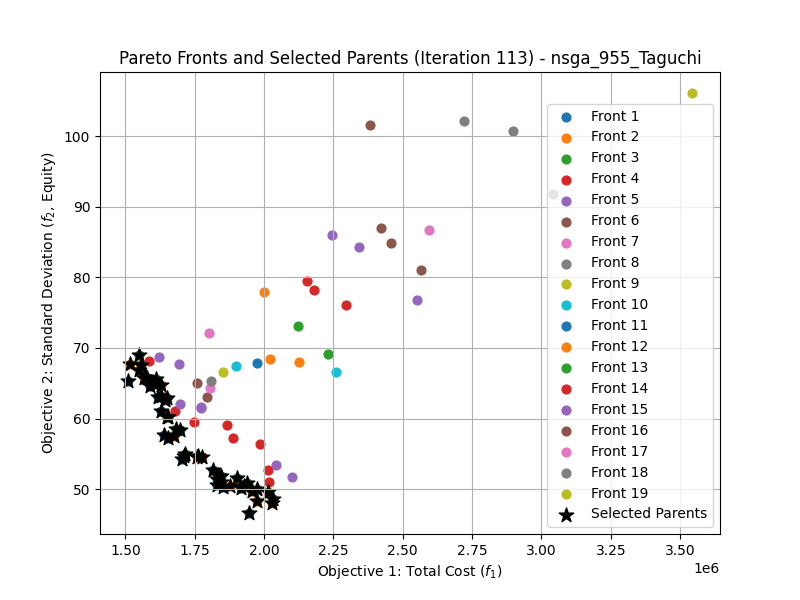 Pareto Fronts and Selected Parents (Iteration 113) - nsga_955_Taguchi
Objective 2: Standard Deviation (f₂, Equity)
100
90
80
70
60
50
1.50 1.75 2.00 2.25 2.50 2.75 3.00 3.25 3.50
1e6
Objective 1: Total Cost (f₁)
Front 1
Front 2
Front 3
Front 4
Front 5
Front 6
Front 7
Front 8
Front 9
Front 10
Front 11
Front 12
Front 13
Front 14
Front 15
Front 16
Front 17
Front 18
Front 19
Selected Parents